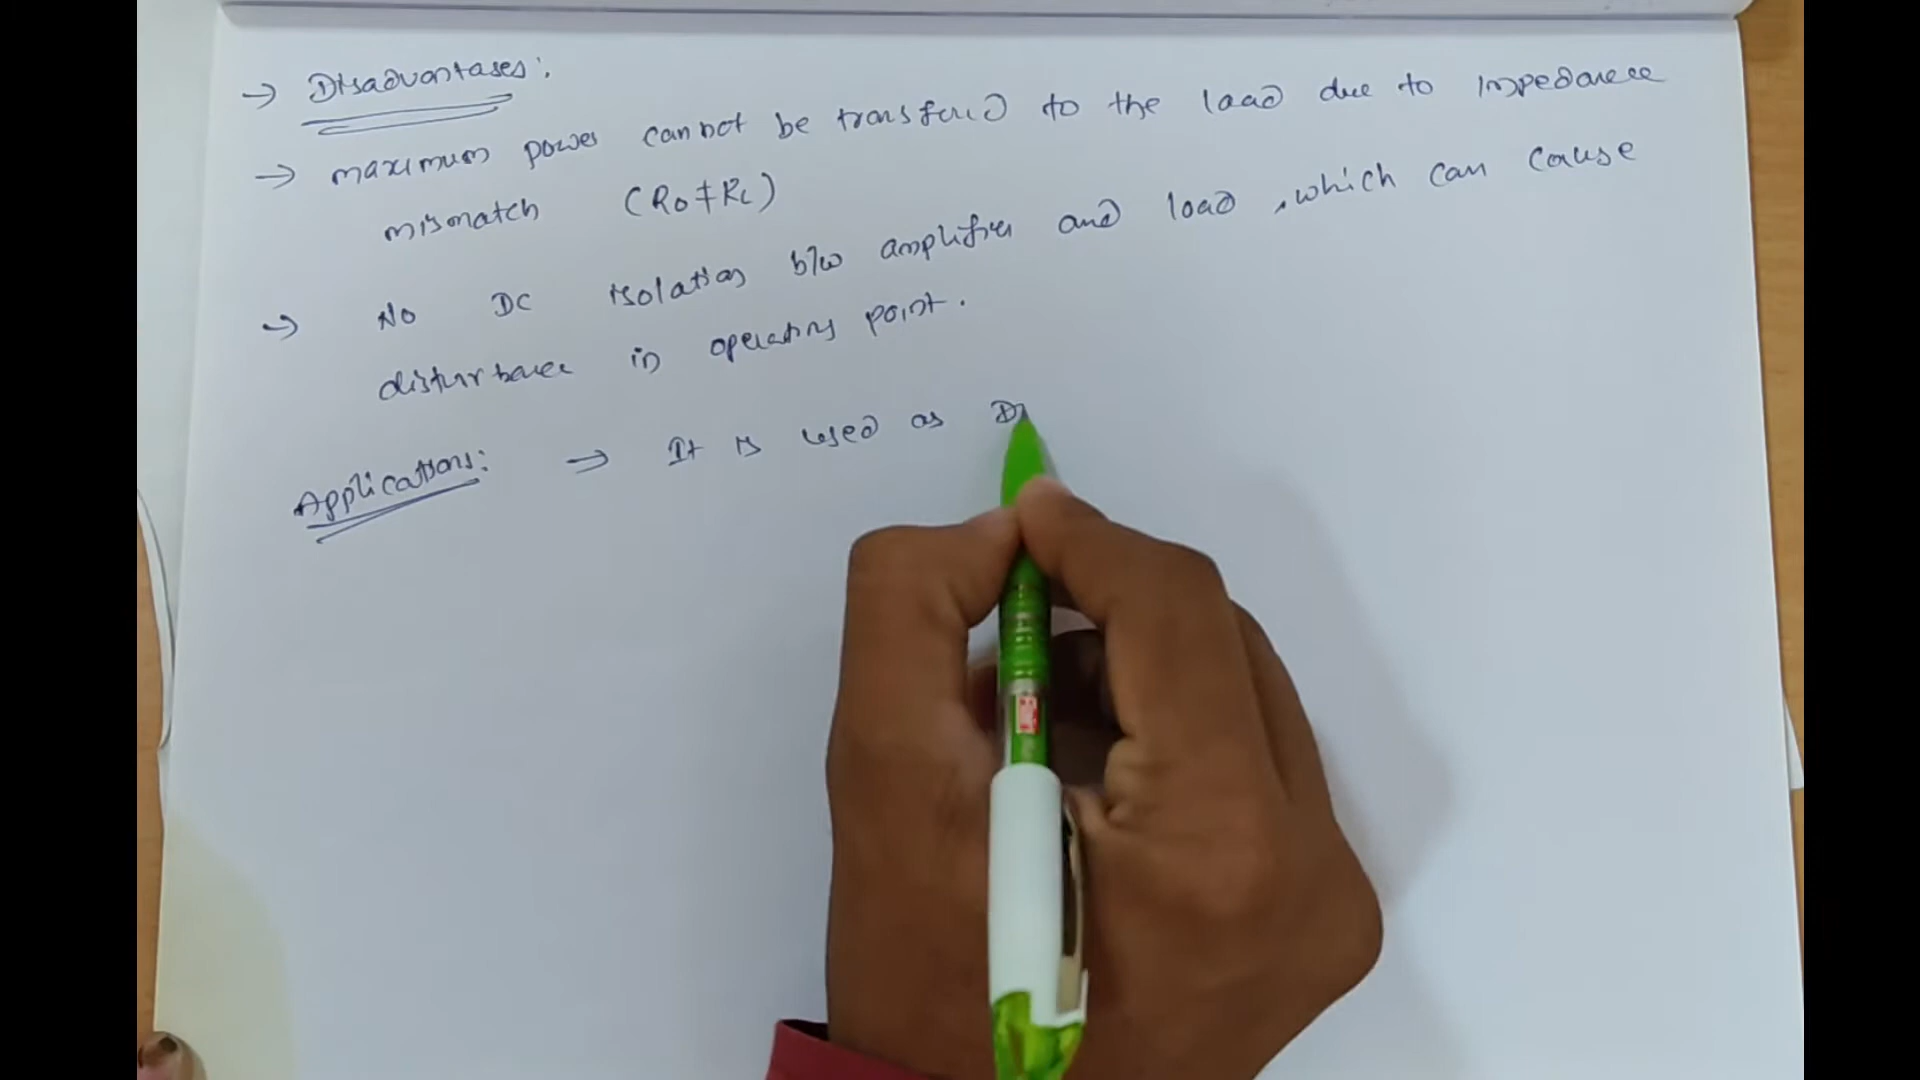 → Disadvantages:
→ maximum power cannot be transfered to the load due to Impedance
mismatch (Ro≠RL)
→ No DC isolation b/w amplifier and load, which can cause
disturbance in operating point.
Applications: → It is used as